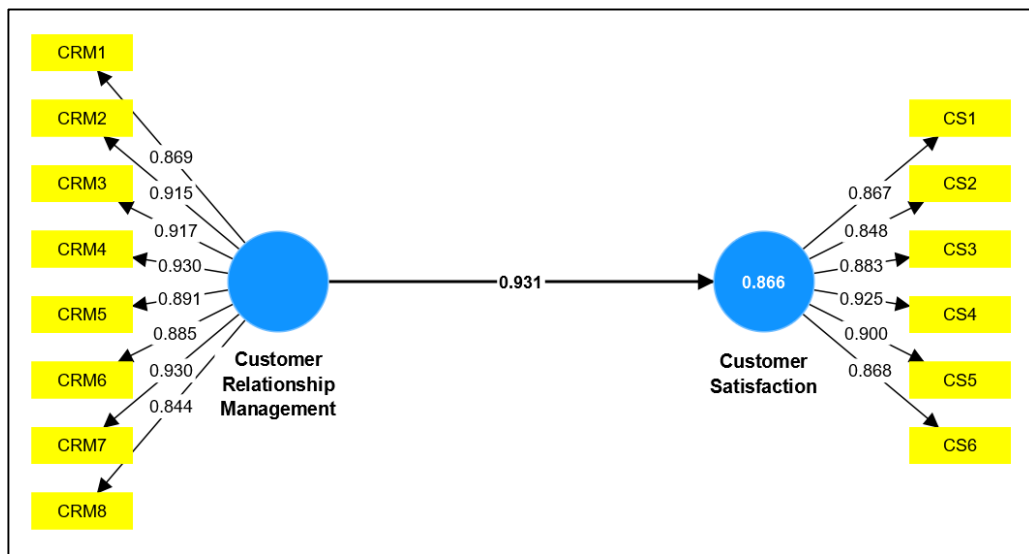 CRM1
CRM2
CRM3
CRM4
CRM5
CRM6
CRM7
CRM8
0.869
0.915
0.917
0.930
0.891
0.885
0.930
0.844
Customer
Relationship
Management
0.931
0.866
Customer
Satisfaction
0.867
0.848
0.883
0.925
0.900
0.868
CS1
CS2
CS3
CS4
CS5
CS6